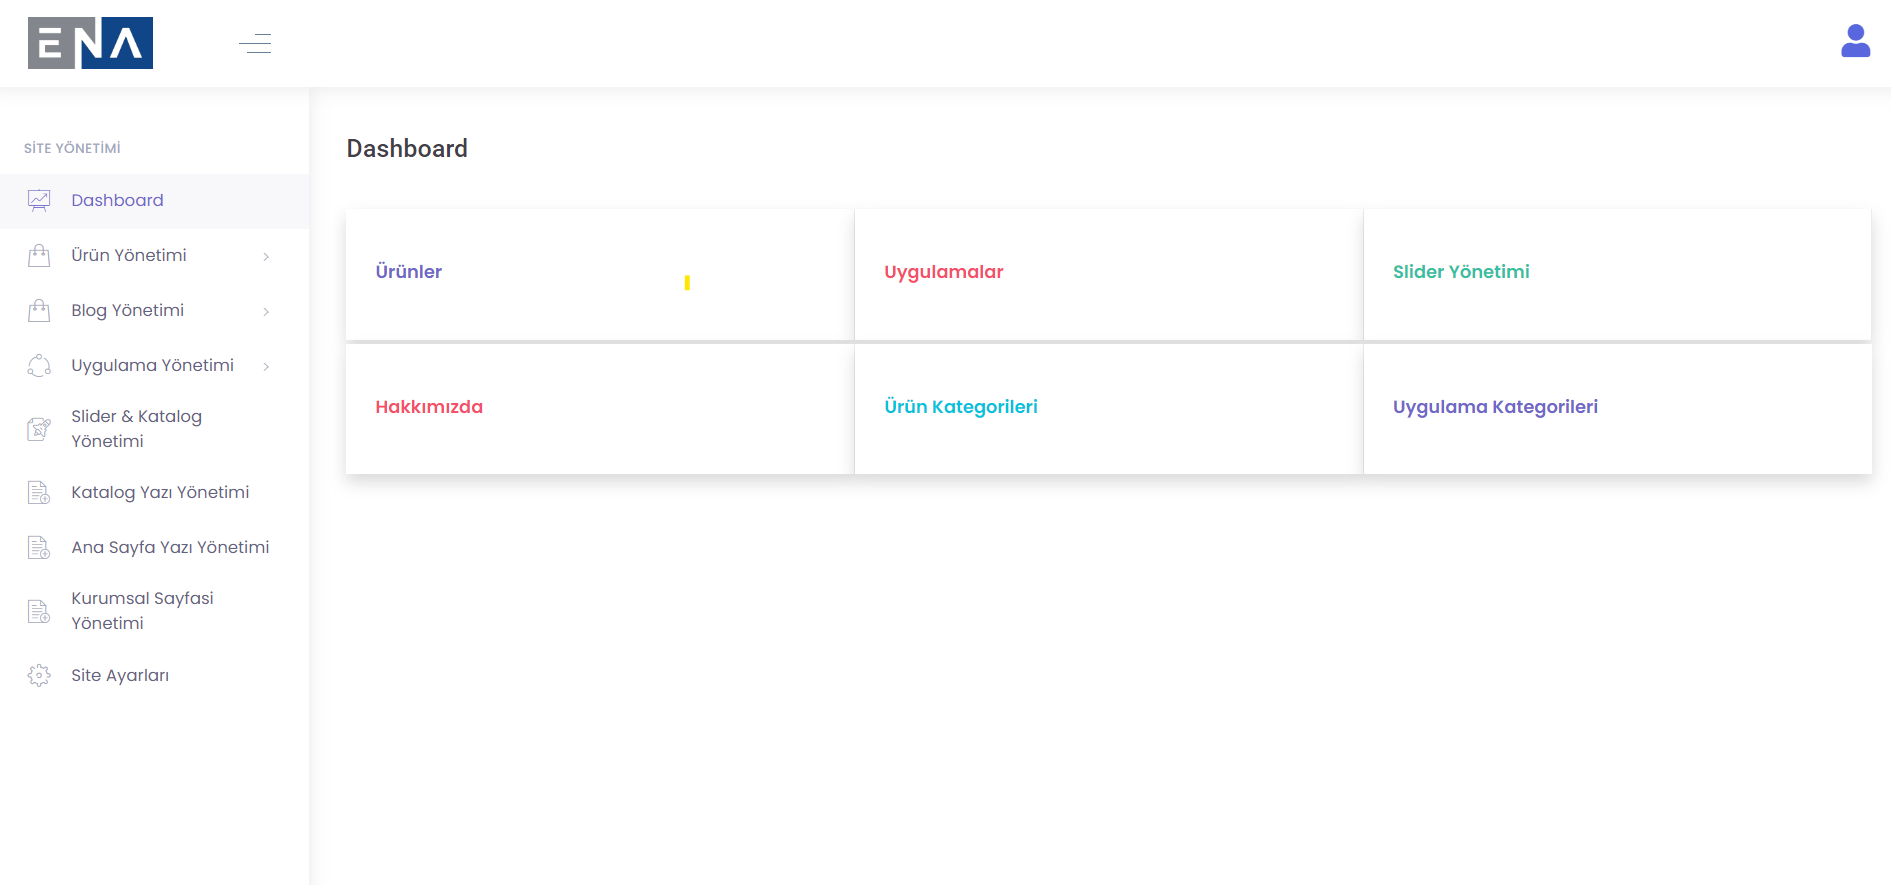 ENA
SİTE YÖNETİMİ
Dashboard
Ürün Yönetimi
Blog Yönetimi
Uygulama Yönetimi
Slider & Katalog
Yönetimi
Katalog Yazı Yönetimi
Ana Sayfa Yazı Yönetimi
Kurumsal Sayfasi
Yönetimi
Site Ayarları
Dashboard
Ürünler
Uygulamalar
Slider Yönetimi
Hakkımızda
Ürün Kategorileri
Uygulama Kategorileri